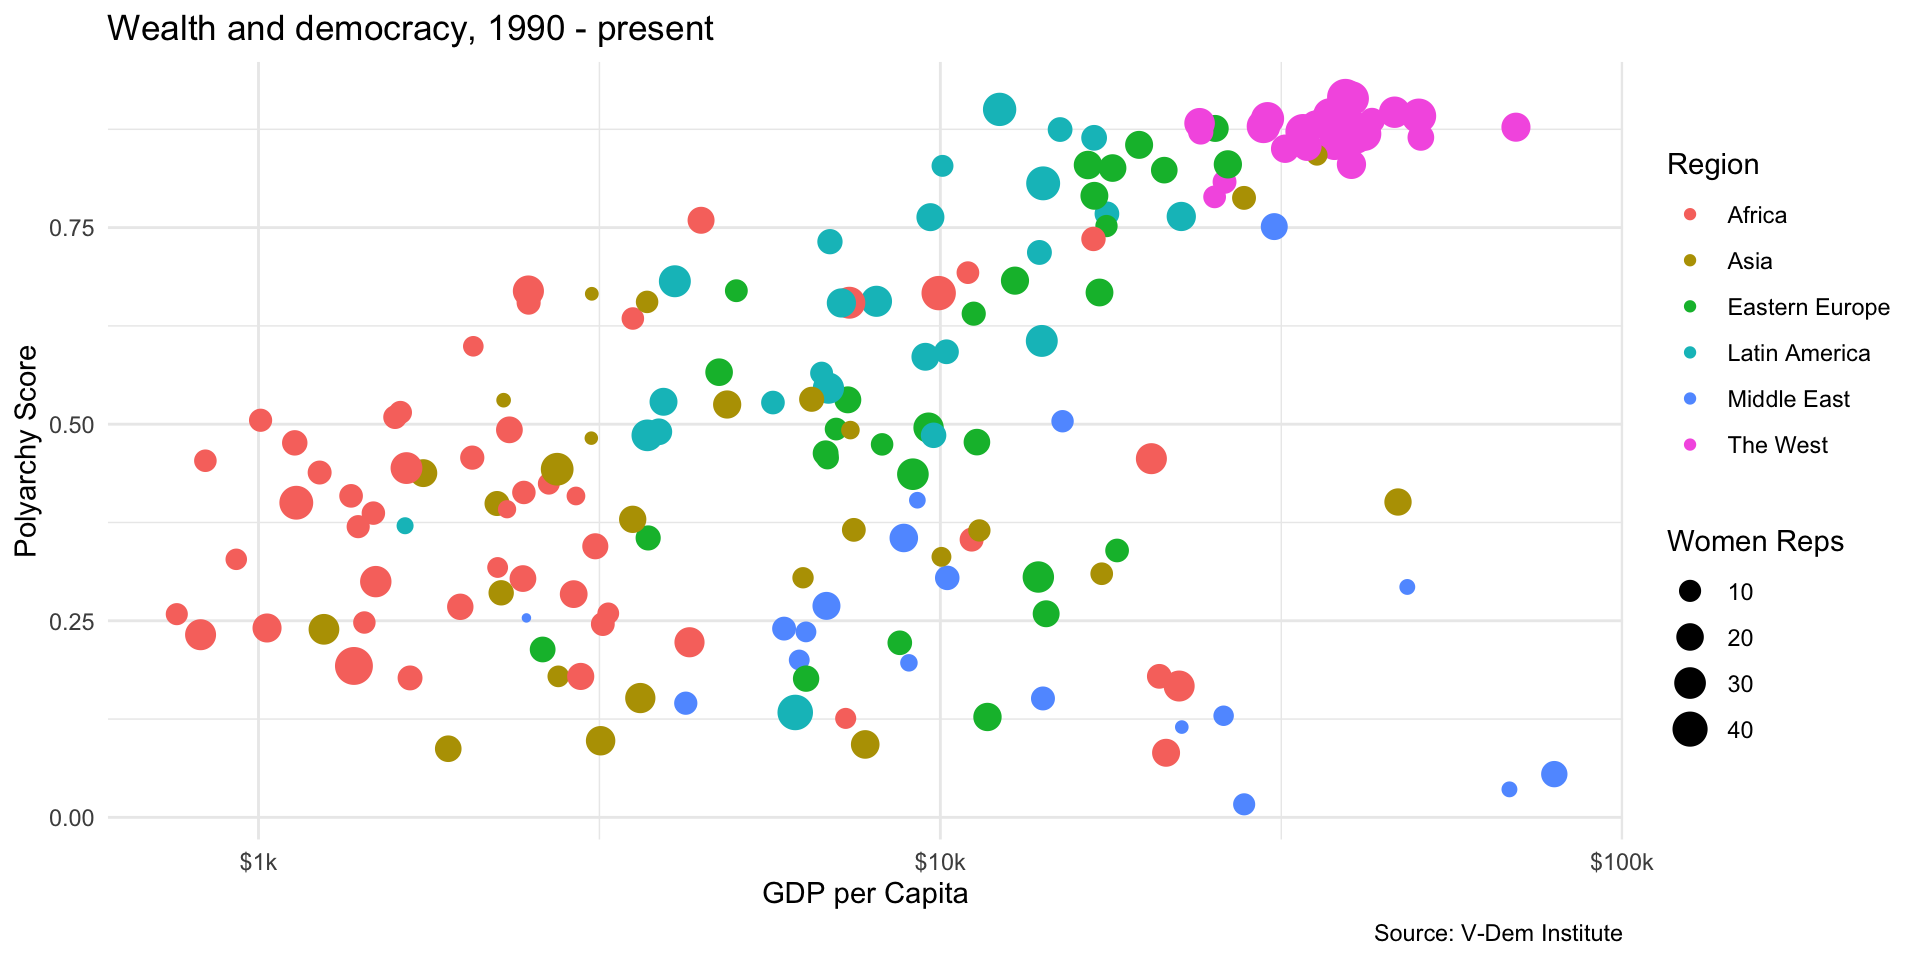 Wealth and democracy, 1990 - present
Polyarchy Score
0.75
0.50
0.25
0.00
$1k
$10k
$100k
GDP per Capita
Region
Africa
Asia
Eastern Europe
Latin America
Middle East
The West
Women Reps
10
20
30
40
Source: V-Dem Institute